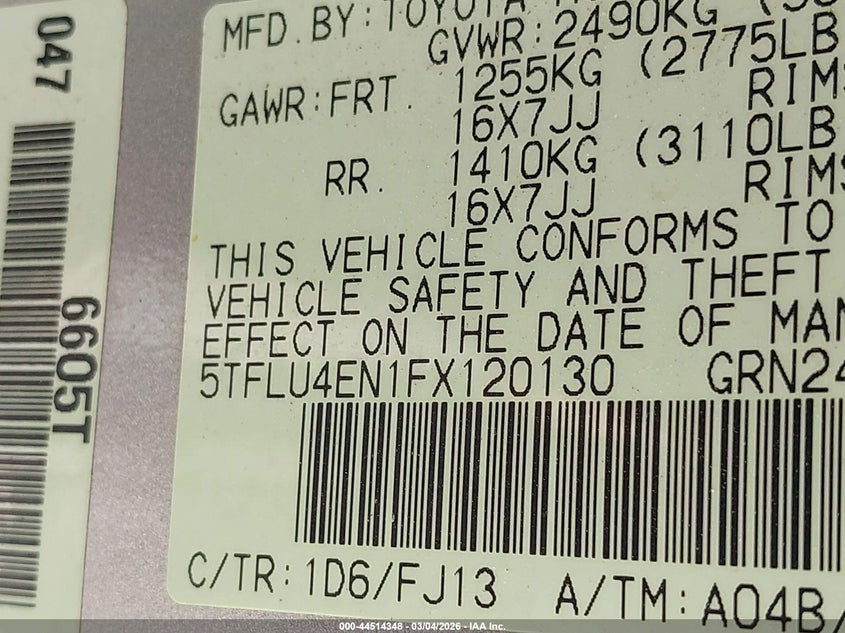 047
6605T
MFD.BY:TOYOTA
GVWR:2490KG
GAWR:FRT. 1255KG (2775LB
16X7JJ RIMS
RR. 1410KG (3110LB
16X7JJ RIMS
THIS VEHICLE CONFORMS TO
VEHICLE SAFETY AND THEFT
EFFECT ON THE DATE OF MAN
5TFLU4EN1FX120130 GRN24
C/TR:1D6/FJ13 A/TM:A04B/
000-44514348 - 03/04/2026 - IAA Inc.